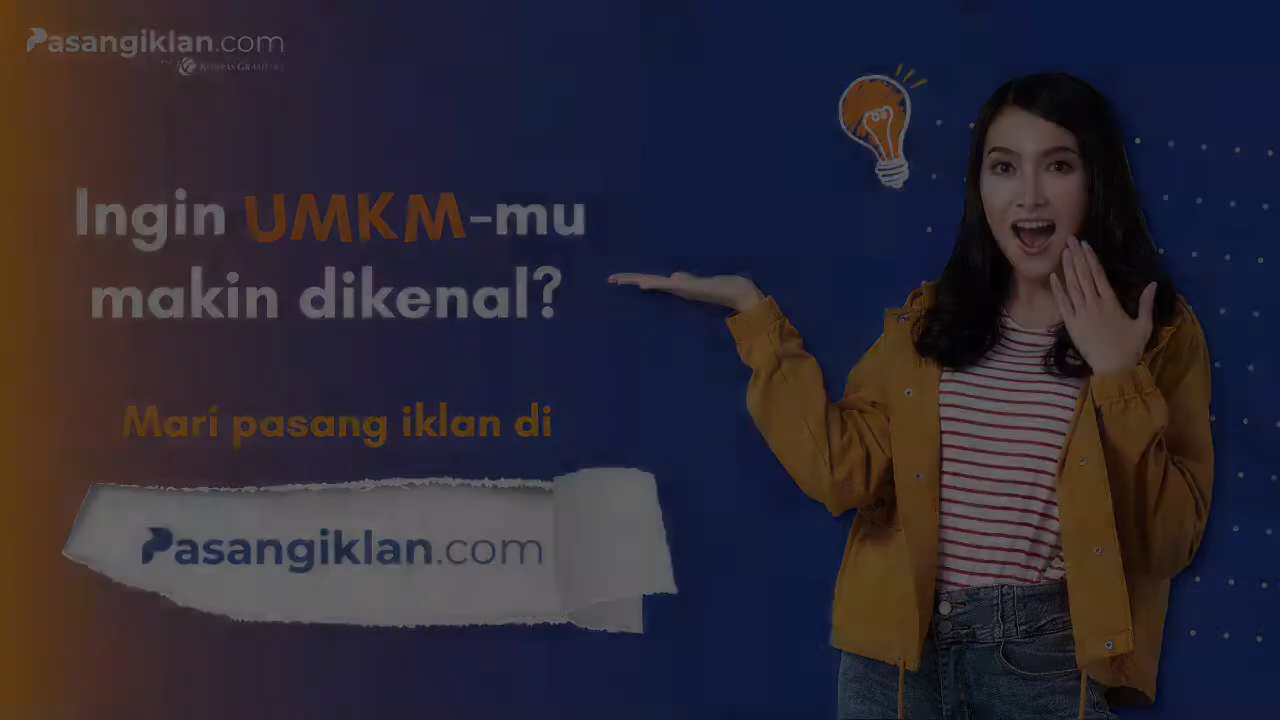 Pasangiklan.com
Ingin UMKM-mu
makin dikenal?
Mari pasang iklan di
Pasangiklan.com